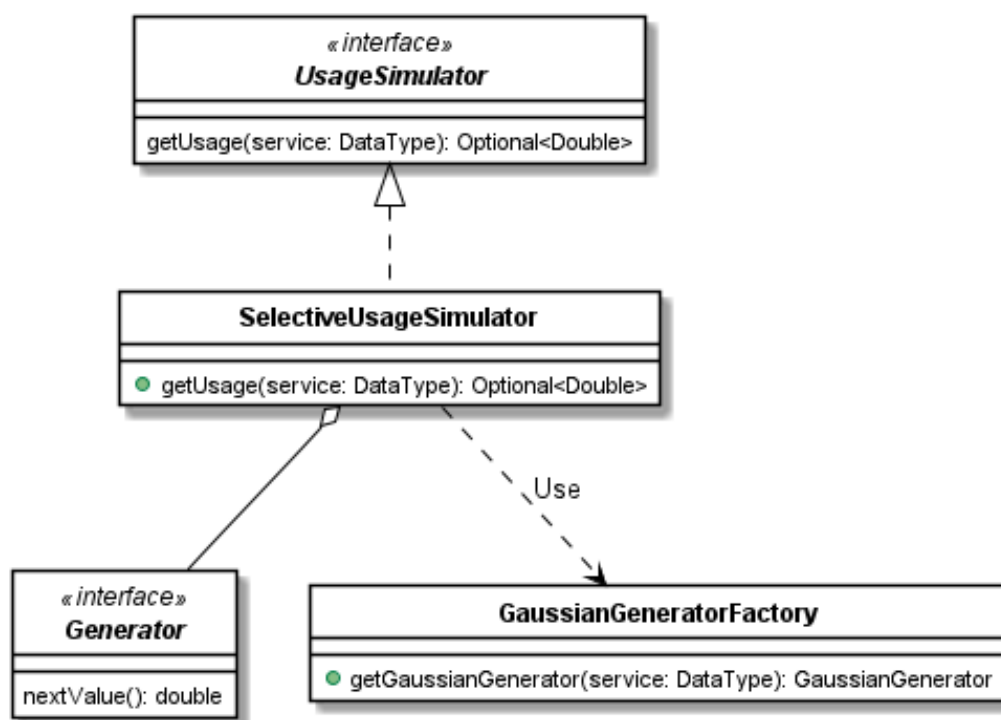 «interface»
UsageSimulator
getUsage(service: DataType): Optional<Double>
SelectiveUsageSimulator
getUsage(service: DataType): Optional<Double>
Use
«interface»
Generator
nextValue(): double
GaussianGeneratorFactory
getGaussianGenerator(service: DataType): GaussianGenerator